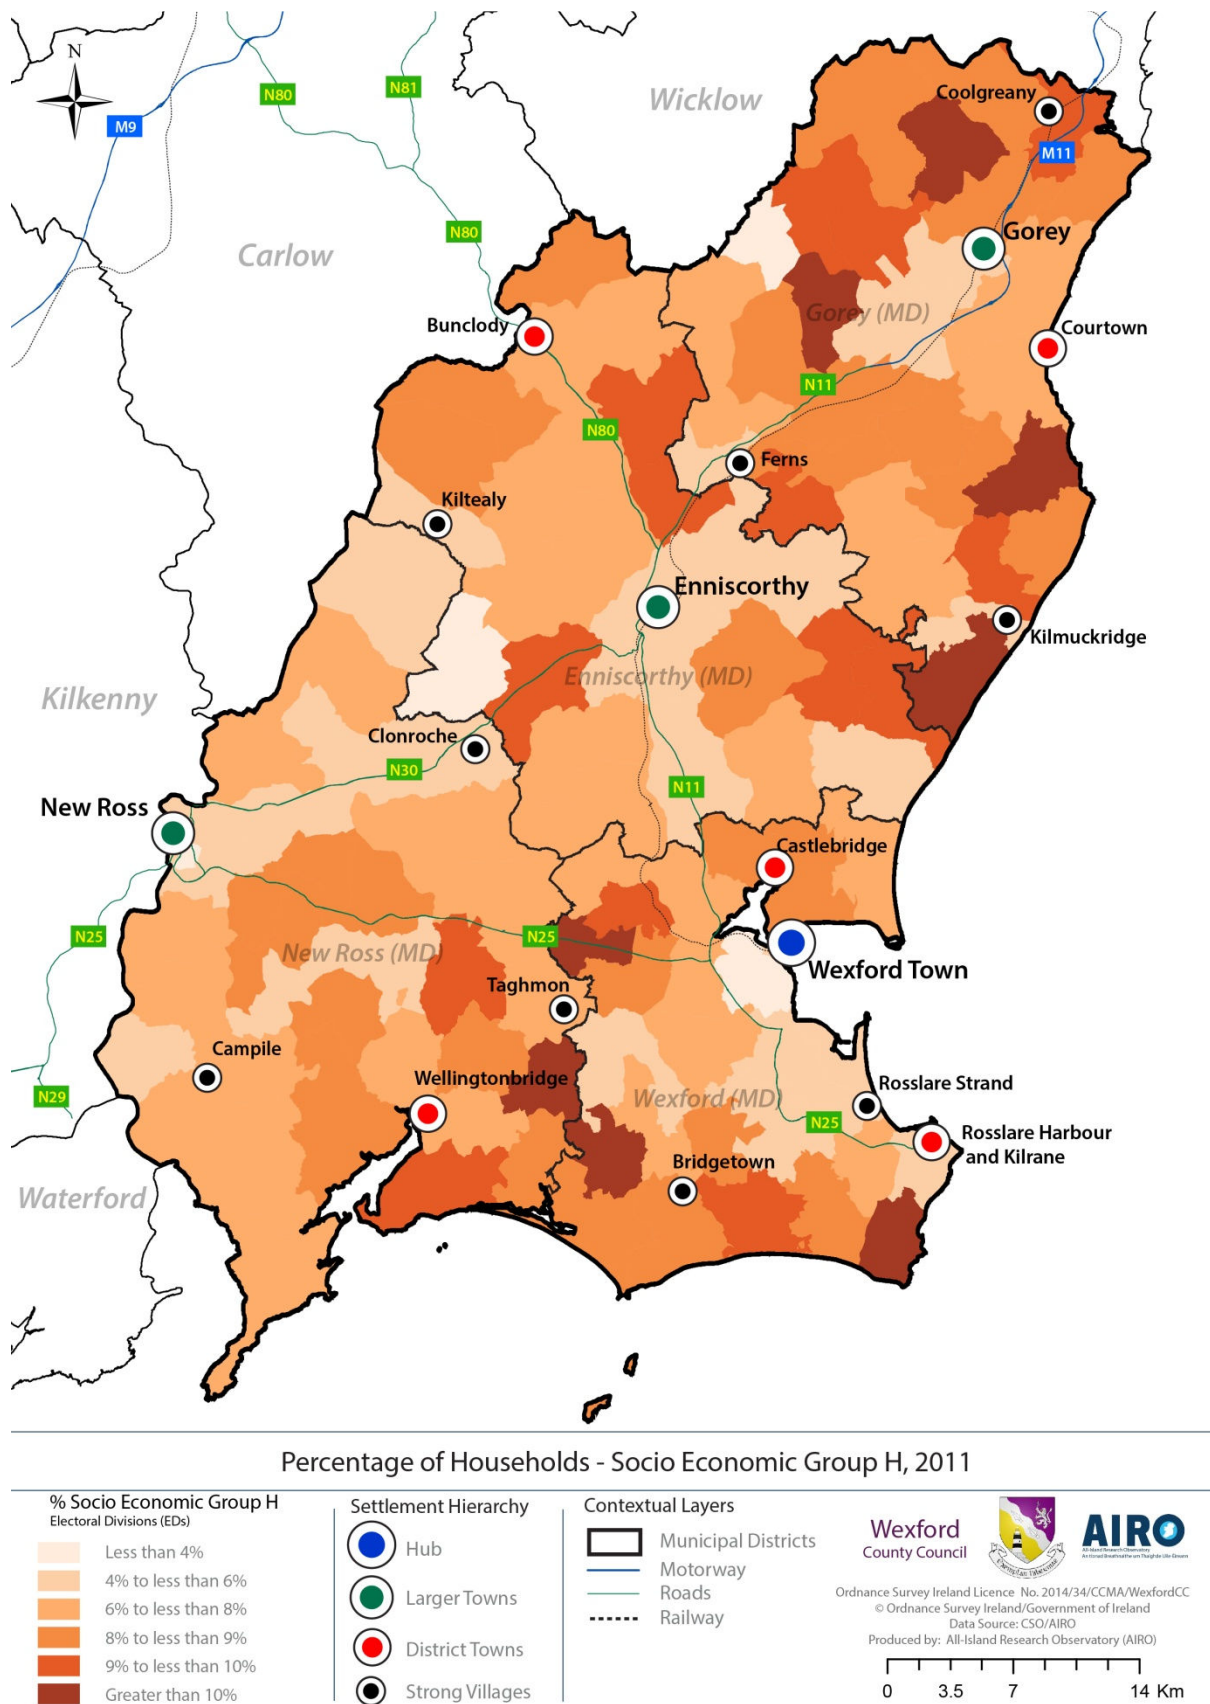 N
N80
N81
Wicklow
Coolgreany
M9
M11
N80
Gorey
Carlow
Gorey (MD)
Bunclody
Courtown
N11
N80
Ferns
Kiltealy
Enniscorthy
Kilmuckridge
Enniscorthy (MD)
Kilkenny
Clonroche
N30
N11
New Ross
Castlebridge
N25
N25
New Ross (MD)
Wexford Town
Taghmon
Campile
Wellingtonbridge
Rosslare Strand
N29
Wexford (MD)
N25
Rosslare Harbour
and Kilrane
Bridgetown
Waterford
Percentage of Households - Socio Economic Group H, 2011
% Socio Economic Group H
Electoral Divisions (EDs)
Less than 4%
4% to less than 6%
6% to less than 8%
8% to less than 9%
9% to less than 10%
Greater than 10%
Settlement Hierarchy
Hub
Larger Towns
District Towns
Strong Villages
Contextual Layers
Municipal Districts
Motorway
Roads
Railway
Wexford
County Council
AIRO
All-Island Research Observatory
Ordnance Survey Ireland Licence No. 2014/34/CCMA/WexfordCC
© Ordnance Survey Ireland/Government of Ireland
Data Source: CSO/AIRO
Produced by: All-Island Research Observatory (AIRO)
0 3.5 7 14 Km